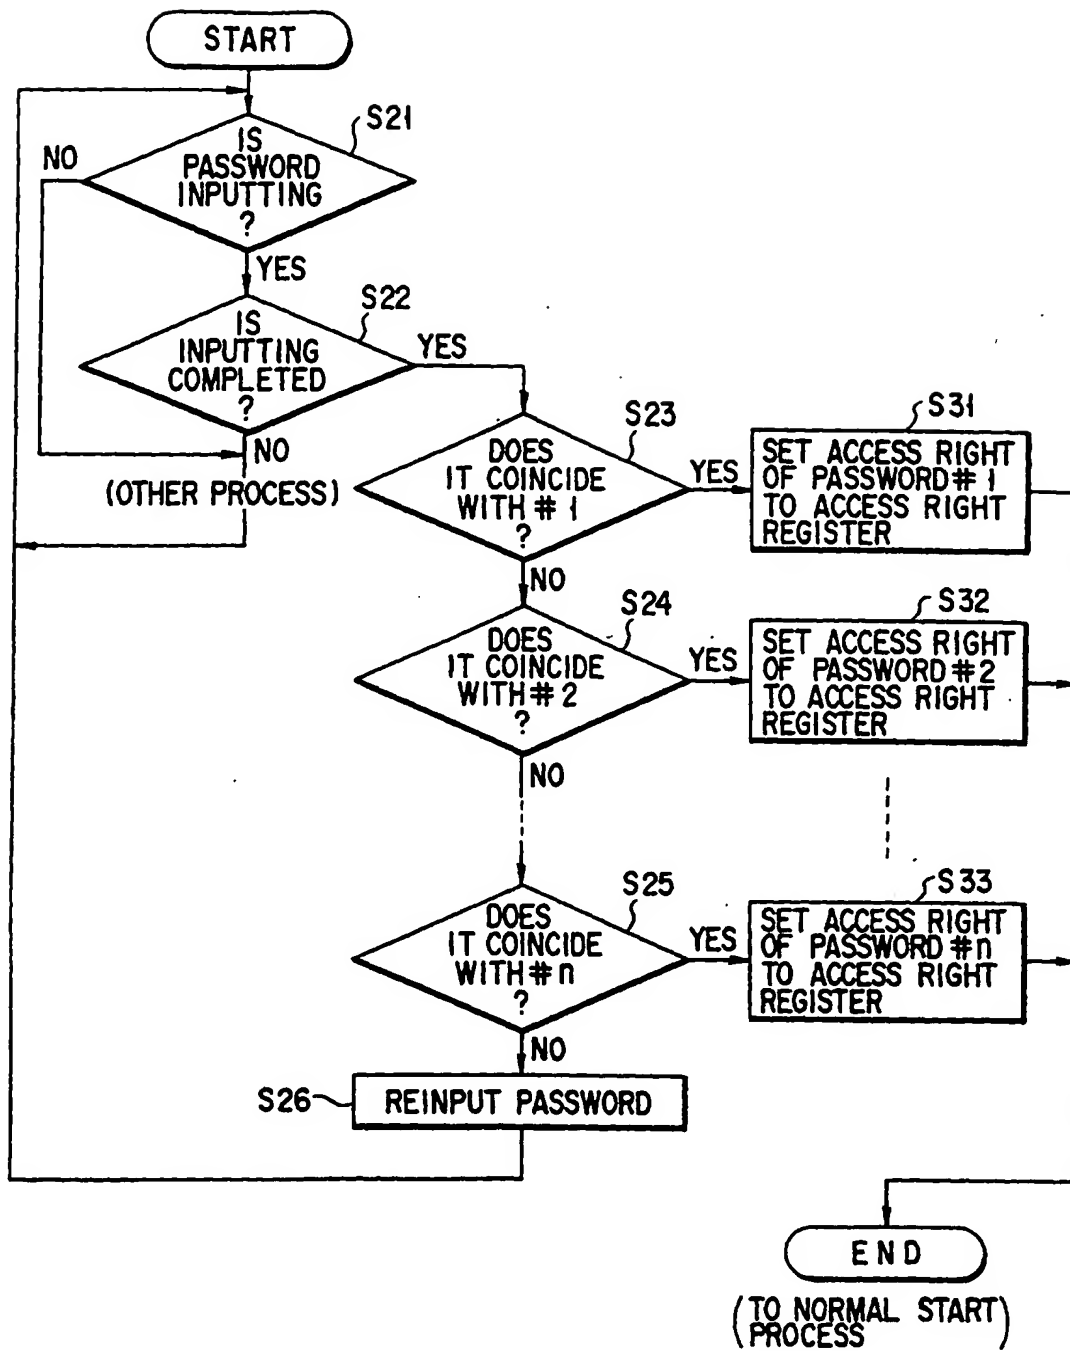 START
S21
IS
PASSWORD
INPUTTING
?
NO
YES
S22
IS
INPUTTING
COMPLETED
?
YES
NO
(OTHER PROCESS)
S23
DOES
IT COINCIDE
WITH # 1
?
YES
NO
S31
SET ACCESS RIGHT
OF PASSWORD # 1
TO ACCESS RIGHT
REGISTER
S24
DOES
IT COINCIDE
WITH # 2
?
YES
NO
S32
SET ACCESS RIGHT
OF PASSWORD # 2
TO ACCESS RIGHT
REGISTER
S25
DOES
IT COINCIDE
WITH # n
?
YES
NO
S33
SET ACCESS RIGHT
OF PASSWORD # n
TO ACCESS RIGHT
REGISTER
S26
REINPUT PASSWORD
END
(TO NORMAL START
PROCESS)